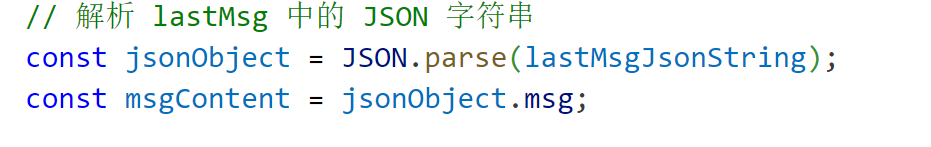 // 解析 lastMsg 中的 JSON 字符串
const jsonObject = JSON.parse(lastMsgJsonString);
const msgContent = jsonObject.msg;